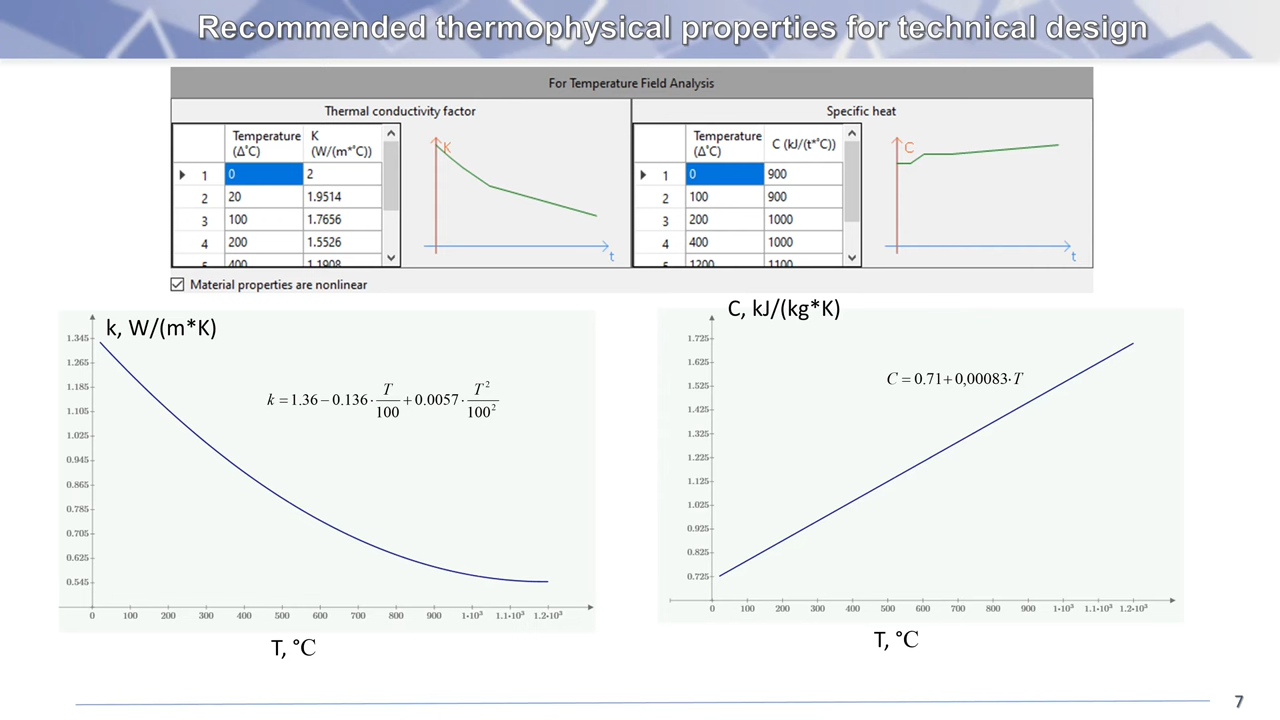 Recommended thermophysical properties for technical design
For Temperature Field Analysis
Thermal conductivity factor
Temperature (Δ°C) K (W/(m*°C))
1 0 2
2 20 1.9514
3 100 1.7656
4 200 1.5526
5 400 1.1908
K
t
Specific heat
Temperature (Δ°C) C (kJ/(t*°C))
1 0 900
2 100 900
3 200 1000
4 400 1000
5 1200 1100
C
t
Material properties are nonlinear
k, W/(m*K)
k = 1.36 − 0.136 · T/100 + 0.0057 · T²/100²
1.345
1.265
1.185
1.105
1.025
0.945
0.865
0.785
0.705
0.625
0.545
0 100 200 300 400 500 600 700 800 900 1·10³ 1.1·10³ 1.2·10³
T, °C
C, kJ/(kg*K)
C = 0.71 + 0,00083· T
1.725
1.625
1.525
1.425
1.325
1.225
1.125
1.025
0.925
0.825
0.725
0 100 200 300 400 500 600 700 800 900 1·10³ 1.1·10³ 1.2·10³
T, °C
7